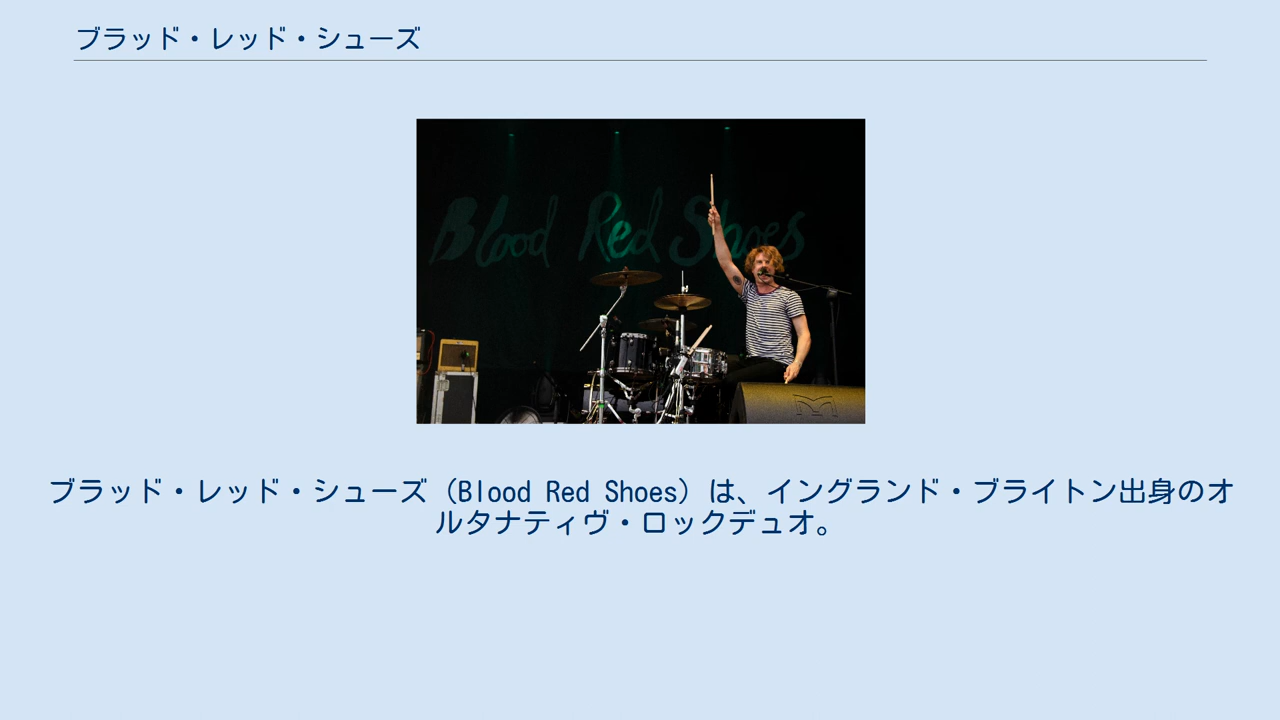 ブラッド・レッド・シューズ
Blood Red Shoes
ブラッド・レッド・シューズ（Blood Red Shoes）は、イングランド・ブライトン出身のオ
ルタナティヴ・ロックデュオ。